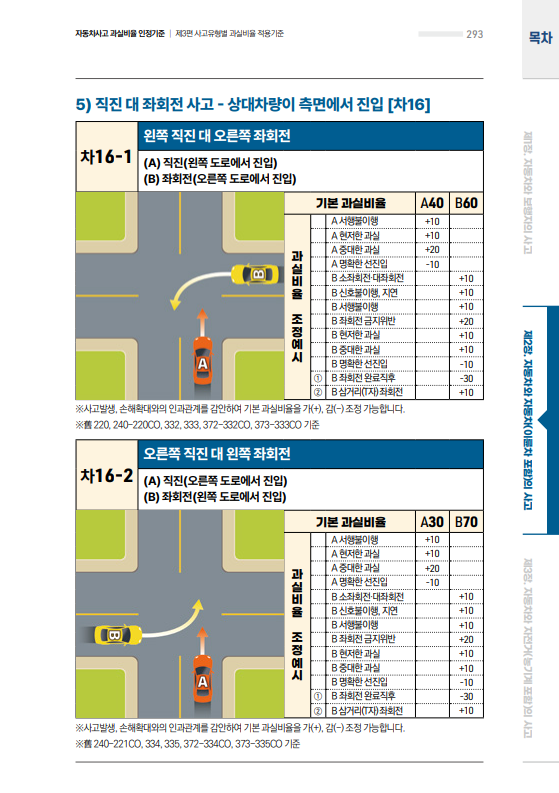 자동차사고 과실비율 인정기준 | 제3편 사고유형별 과실비율 적용기준
293
목차
5) 직진 대 좌회전 사고 - 상대차량이 측면에서 진입 [차16]
차16-1
왼쪽 직진 대 오른쪽 좌회전
(A) 직진(왼쪽 도로에서 진입)
(B) 좌회전(오른쪽 도로에서 진입)
B
A
기본 과실비율 A40 B60
과실비율 조정예시
A 서행불이행 +10
A 현저한 과실 +10
A 중대한 과실 +20
A 명확한 선진입 -10
B 소좌회전·대좌회전 +10
B 신호불이행, 지연 +10
B 서행불이행 +10
B 좌회전 금지위반 +20
B 현저한 과실 +10
B 중대한 과실 +10
B 명확한 선진입 -10
① B 좌회전 완료직후 -30
② B 삼거리(T자) 좌회전 +10
※사고발생, 손해확대와의 인과관계를 감안하여 기본 과실비율을 가(+), 감(-) 조정 가능합니다.
※舊 220, 240-220CO, 332, 333, 372-332CO, 373-333CO 기준
차16-2
오른쪽 직진 대 왼쪽 좌회전
(A) 직진(오른쪽 도로에서 진입)
(B) 좌회전(왼쪽 도로에서 진입)
B
A
기본 과실비율 A30 B70
과실비율 조정예시
A 서행불이행 +10
A 현저한 과실 +10
A 중대한 과실 +20
A 명확한 선진입 -10
B 소좌회전·대좌회전 +10
B 신호불이행, 지연 +10
B 서행불이행 +10
B 좌회전 금지위반 +20
B 현저한 과실 +10
B 중대한 과실 +10
B 명확한 선진입 -10
① B 좌회전 완료직후 -30
② B 삼거리(T자) 좌회전 +10
※사고발생, 손해확대와의 인과관계를 감안하여 기본 과실비율을 가(+), 감(-) 조정 가능합니다.
※舊 240-221CO, 334, 335, 372-334CO, 373-335CO 기준
제1장. 자동차와 보행자의 사고
제2장. 자동차와 자동차(이륜차 포함)의 사고
제3장. 자동차와 자전거(농기계 포함)의 사고